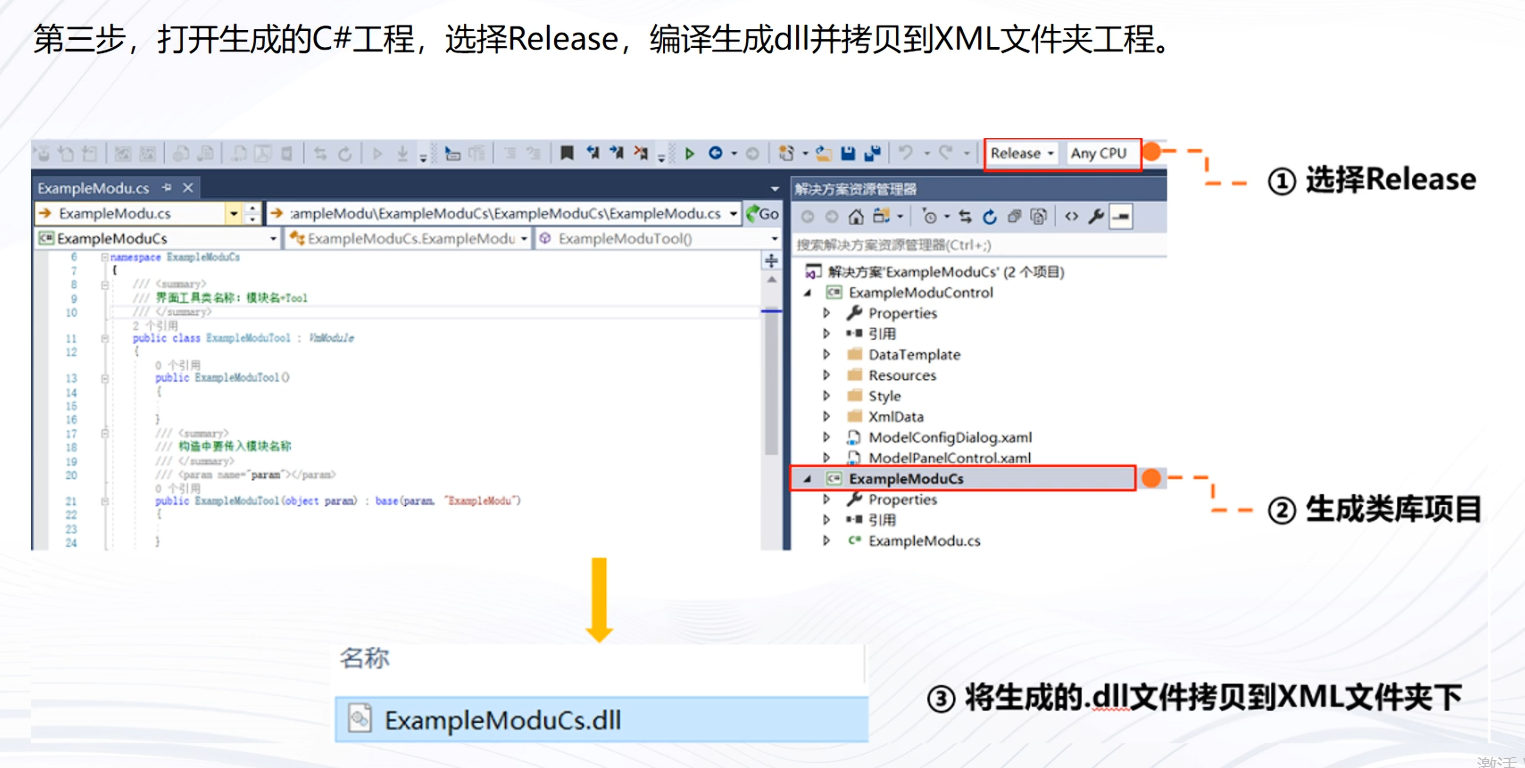 第三步，打开生成的C#工程，选择Release，编译生成dll并拷贝到XML文件夹工程。
Release Any CPU
① 选择Release
ExampleModu.cs
解决方案资源管理器
ExampleModu.cs :ampleModu\ExampleModuCs\ExampleModuCs\ExampleModu.cs Go
ExampleModuCs ExampleModuCs.ExampleModu ExampleModuTool()
搜索解决方案资源管理器(Ctrl+;)
6 namespace ExampleModuCs
7 {
8 /// <summary>
9 /// 界面工具类名称：模块名+Tool
10 /// </summary>
2 个引用
11 public class ExampleModuTool : VmModule
12 {
0 个引用
13 public ExampleModuTool()
14 {
15
16 }
17 /// <summary>
18 /// 构造中要传入模块名称
19 /// </summary>
20 /// <param name="param"></param>
0 个引用
21 public ExampleModuTool(object param) : base(param, "ExampleModu")
22 {
23
24 }
解决方案'ExampleModuCs' (2 个项目)
ExampleModuControl
Properties
引用
DataTemplate
Resources
Style
XmlData
ModelConfigDialog.xaml
ModelPanelControl.xaml
ExampleModuCs
Properties
引用
ExampleModu.cs
② 生成类库项目
名称
ExampleModuCs.dll
③ 将生成的.dll文件拷贝到XML文件夹下
激活